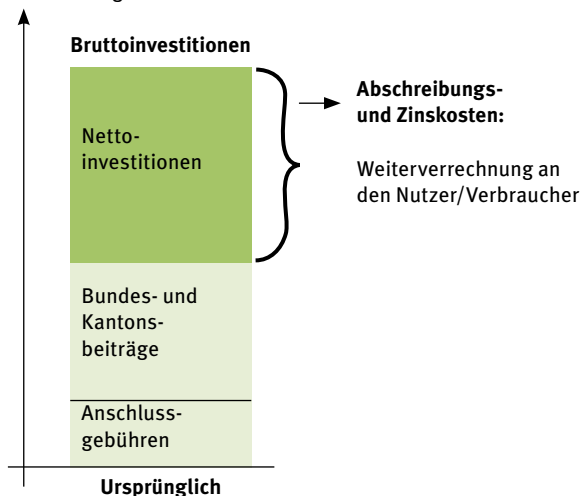 Bruttoinvestitionen
Netto-
investitionen
Abschreibungs-
und Zinskosten:
Weiterverrechnung an
den Nutzer/Verbraucher
Bundes- und
Kantons-
beiträge
Anschluss-
gebühren
Ursprünglich